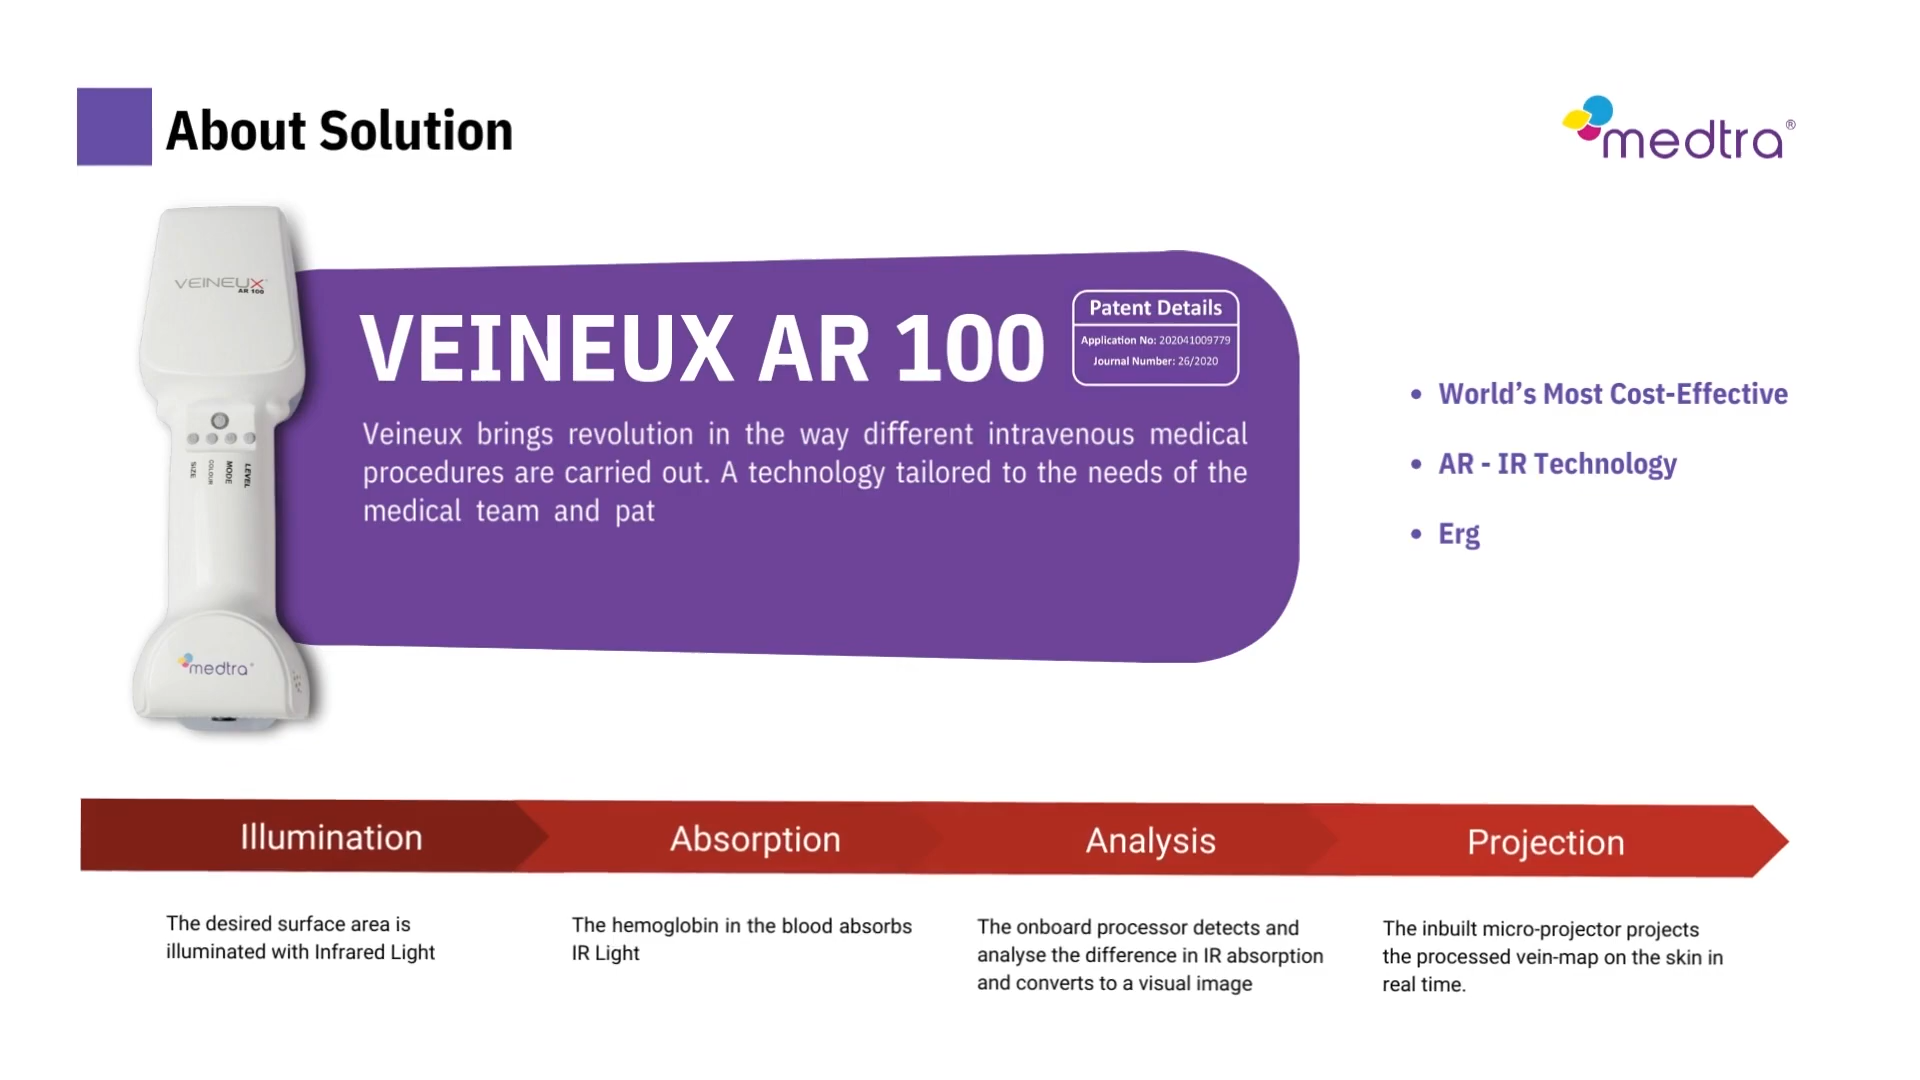 About Solution
medtra®
VEINEUX
AR 100
LEVEL
MODE
COLOUR
SIZE
medtra
VEINEUX AR 100
Patent Details
Application No: 202041009779
Journal Number: 26/2020
Veineux brings revolution in the way different intravenous medical
procedures are carried out. A technology tailored to the needs of the
medical team and pat
• World’s Most Cost-Effective
• AR - IR Technology
• Erg
Illumination
Absorption
Analysis
Projection
The desired surface area is
illuminated with Infrared Light
The hemoglobin in the blood absorbs
IR Light
The onboard processor detects and
analyse the difference in IR absorption
and converts to a visual image
The inbuilt micro-projector projects
the processed vein-map on the skin in
real time.